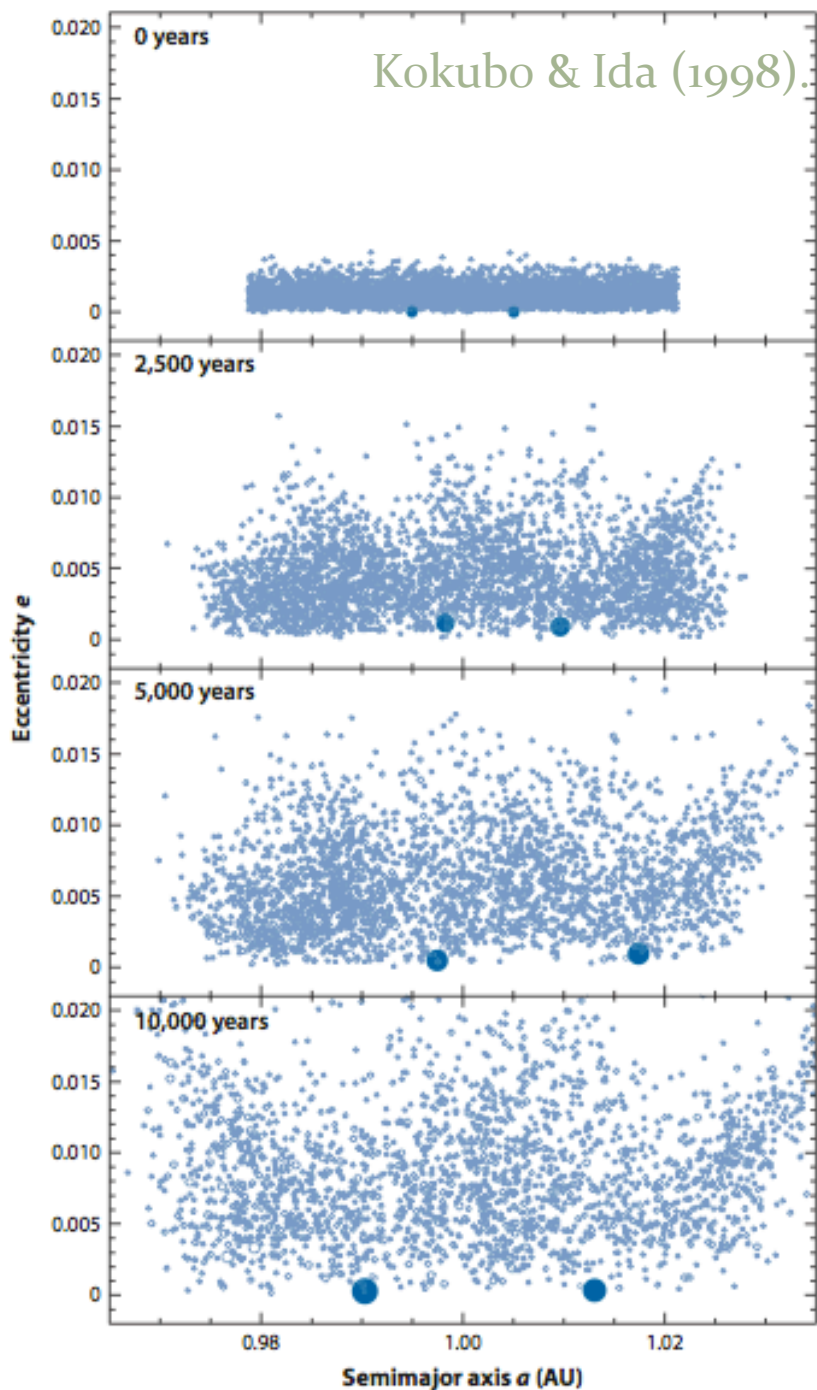 0 years
Kokubo & Ida (1998).
0.020
0.015
0.010
0.005
0
2,500 years
0.020
0.015
0.010
0.005
0
5,000 years
0.020
0.015
0.010
0.005
0
10,000 years
0.020
0.015
0.010
0.005
0
Eccentricity e
0.98 1.00 1.02
Semimajor axis a (AU)